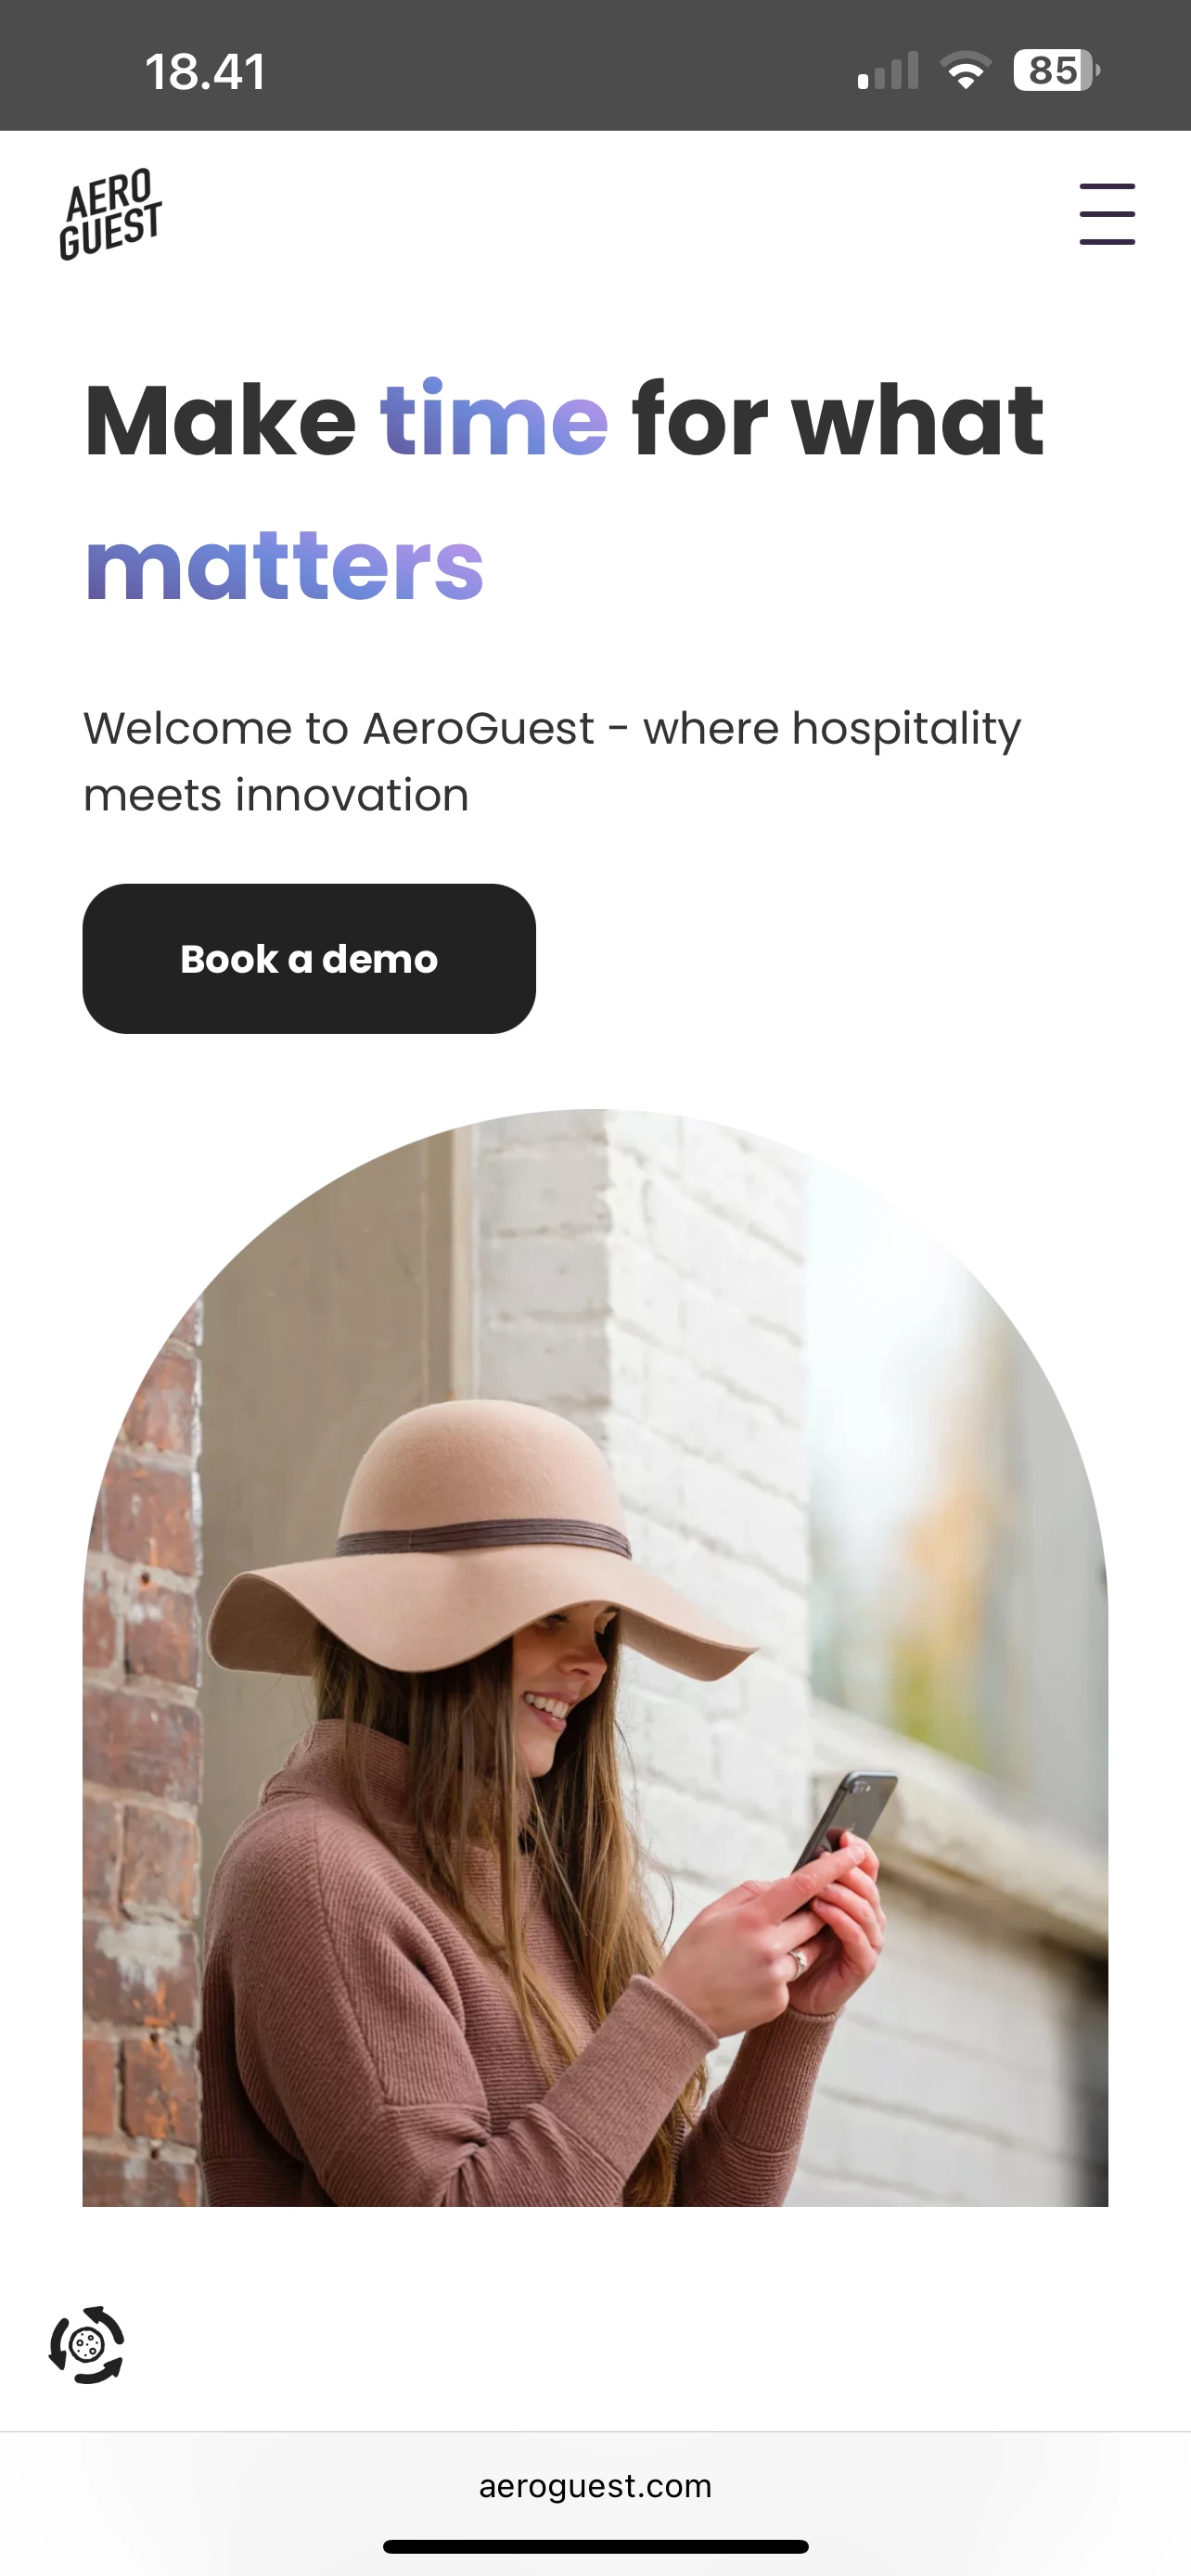 18.41
85
AERO
GUEST
Make time for what
matters
Welcome to AeroGuest - where hospitality
meets innovation
Book a demo
aeroguest.com